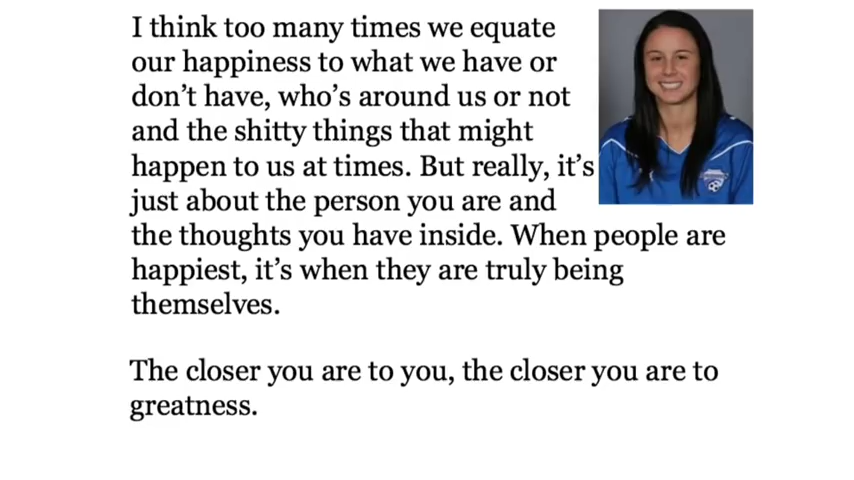 I think too many times we equate
our happiness to what we have or
don’t have, who’s around us or not
and the shitty things that might
happen to us at times. But really, it’s
just about the person you are and
the thoughts you have inside. When people are
happiest, it’s when they are truly being
themselves.
The closer you are to you, the closer you are to
greatness.